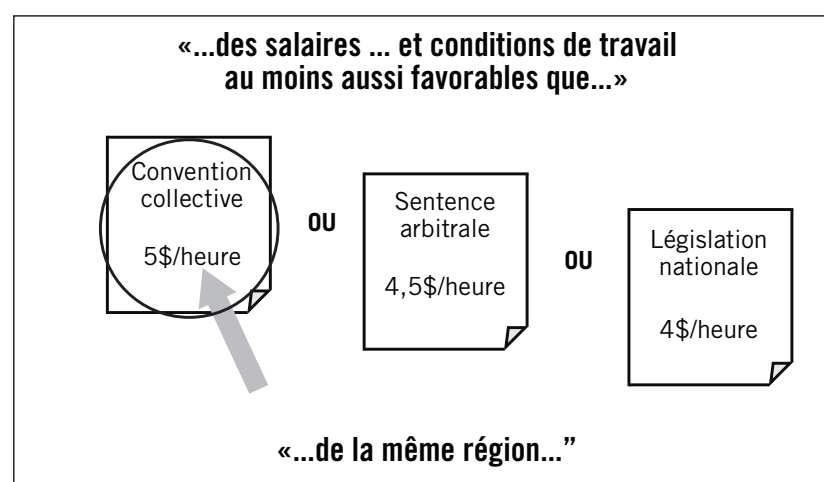 «...des salaires ... et conditions de travail
au moins aussi favorables que...»
Convention
collective
5$/heure
OU
Sentence
arbitrale
4,5$/heure
OU
Législation
nationale
4$/heure
«...de la même région...”